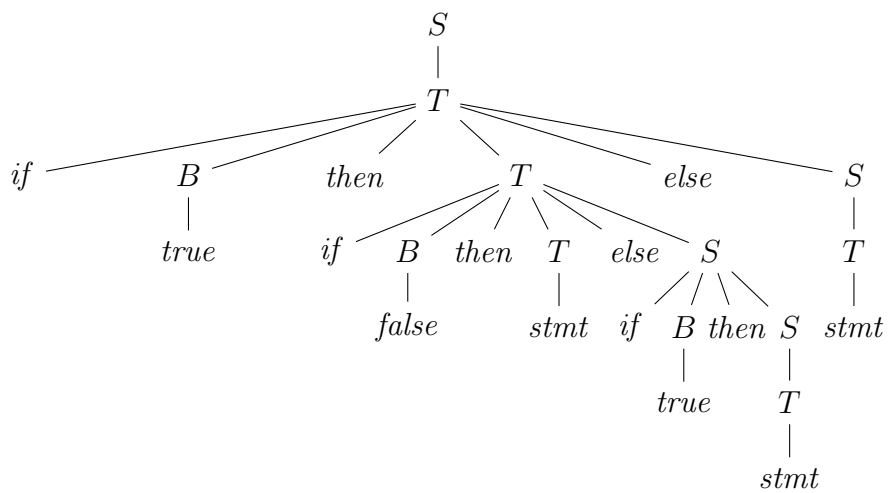 S
T
if B then T else S
true if B then T else S T
false stmt if B then S stmt
true T
stmt